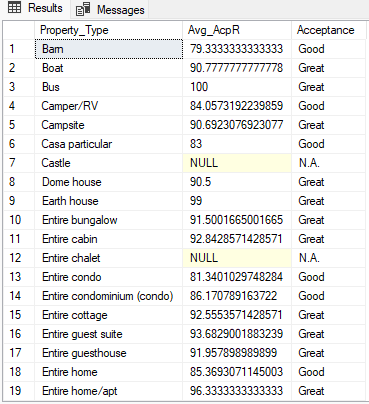 Results Messages
Property_Type Avg_AcpR Acceptance
1 Barn 79.3333333333333 Good
2 Boat 90.7777777777778 Great
3 Bus 100 Great
4 Camper/RV 84.0573192239859 Good
5 Campsite 90.6923076923077 Great
6 Casa particular 83 Good
7 Castle NULL N.A.
8 Dome house 90.5 Great
9 Earth house 99 Great
10 Entire bungalow 91.5001665001665 Great
11 Entire cabin 92.8428571428571 Great
12 Entire chalet NULL N.A.
13 Entire condo 81.3401029748284 Good
14 Entire condominium (condo) 86.170789163722 Good
15 Entire cottage 92.5553571428571 Great
16 Entire guest suite 93.6829001883239 Great
17 Entire guesthouse 91.957898989899 Great
18 Entire home 85.3693071145003 Good
19 Entire home/apt 96.3333333333333 Great